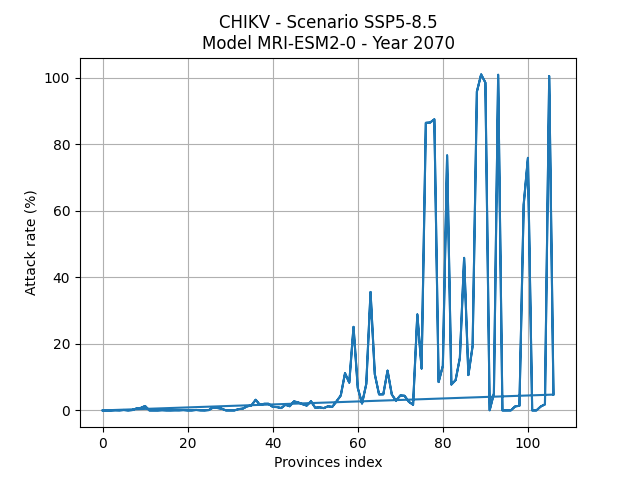 CHIKV - Scenario SSP5-8.5
Model MRI-ESM2-0 - Year 2070
Attack rate (%)
100
80
60
40
20
0
0 20 40 60 80 100
Provinces index